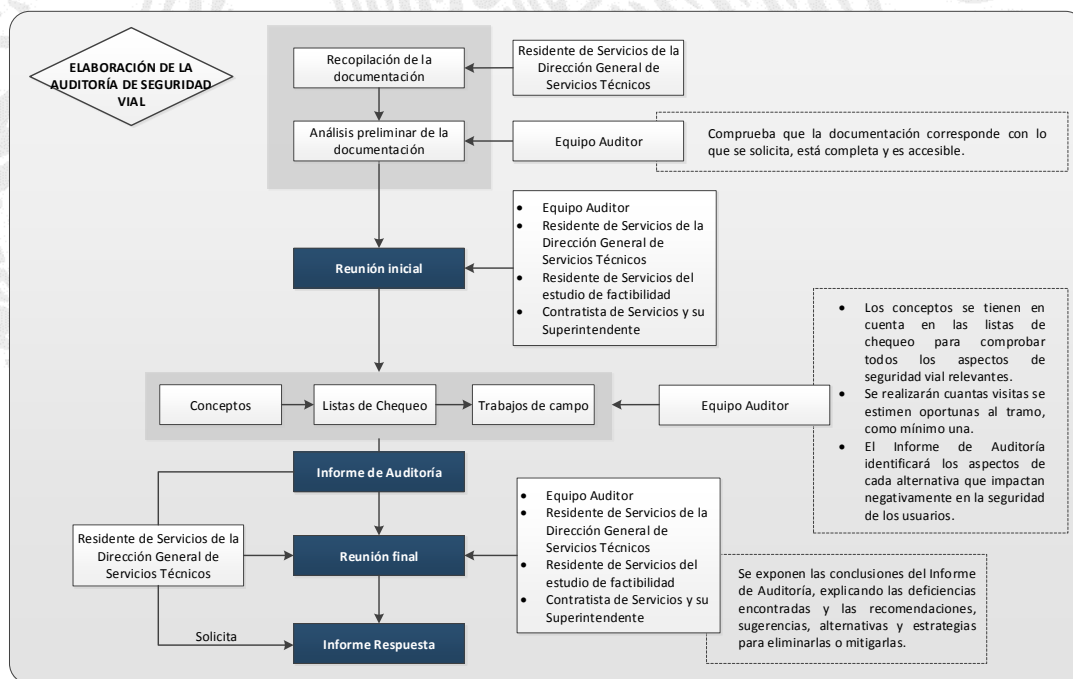 ELABORACIÓN DE LA
AUDITORÍA DE SEGURIDAD
VIAL
Recopilación de la
documentación
Residente de Servicios de la
Dirección General de
Servicios Técnicos
Análisis preliminar de la
documentación
Equipo Auditor
Comprueba que la documentación corresponde con lo
que se solicita, está completa y es accesible.
Reunión inicial
• Equipo Auditor
• Residente de Servicios de la
Dirección General de
Servicios Técnicos
• Residente de Servicios del
estudio de factibilidad
• Contratista de Servicios y su
Superintendente
Conceptos
Listas de Chequeo
Trabajos de campo
Equipo Auditor
• Los conceptos se tienen en
cuenta en las listas de
chequeo para comprobar
todos los aspectos de
seguridad vial relevantes.
• Se realizarán cuantas visitas se
estimen oportunas al tramo,
como mínimo una.
• El Informe de Auditoría
identificará los aspectos de
cada alternativa que impactan
negativamente en la seguridad
de los usuarios.
Informe de Auditoría
Residente de Servicios de la
Dirección General de
Servicios Técnicos
Reunión final
• Equipo Auditor
• Residente de Servicios de la
Dirección General de
Servicios Técnicos
• Residente de Servicios del
estudio de factibilidad
• Contratista de Servicios y su
Superintendente
Se exponen las conclusiones del Informe
de Auditoría, explicando las deficiencias
encontradas y las recomendaciones,
sugerencias, alternativas y estrategias
para eliminarlas o mitigarlas.
Solicita
Informe Respuesta